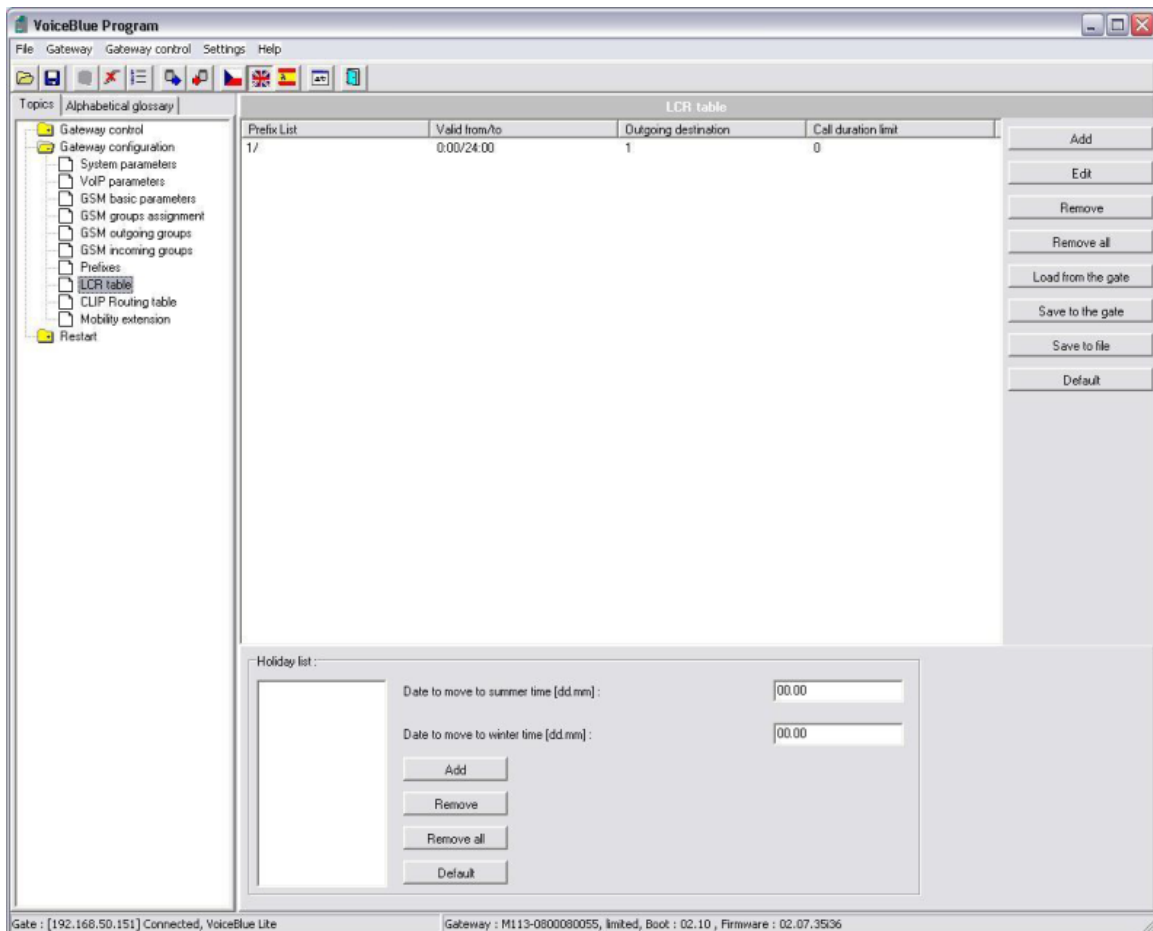 VoiceBlue Program
File Gateway Gateway control Settings Help
Topics Alphabetical glossary
LCR table
Gateway control
Gateway configuration
System parameters
VoIP parameters
GSM basic parameters
GSM groups assignment
GSM outgoing groups
GSM incoming groups
Prefixes
LCR table
CLIP Routing table
Mobility extension
Restart
Prefix List Valid from/to Outgoing destination Call duration limit
1/ 0:00/24:00 1 0
Add
Edit
Remove
Remove all
Load from the gate
Save to the gate
Save to file
Default
Holiday list :
Date to move to summer time [dd.mm] : 00.00
Date to move to winter time [dd.mm] : 00.00
Add
Remove
Remove all
Default
Gate : [192.168.50.151] Connected, VoiceBlue Lite Gateway : M113-0800080055, limited, Boot : 02.10 , Firmware : 02.07.35i36